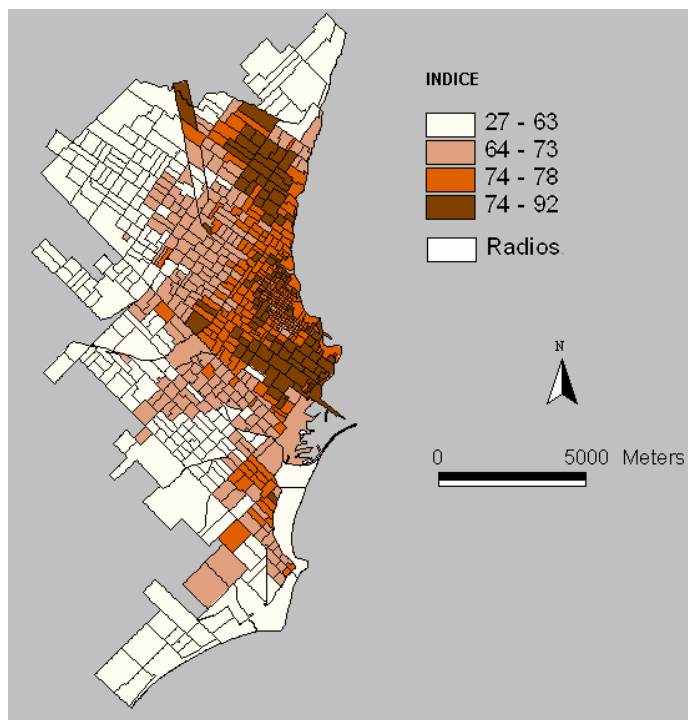 INDICE
27 - 63
64 - 73
74 - 78
74 - 92
Radios
N
0 5000 Meters